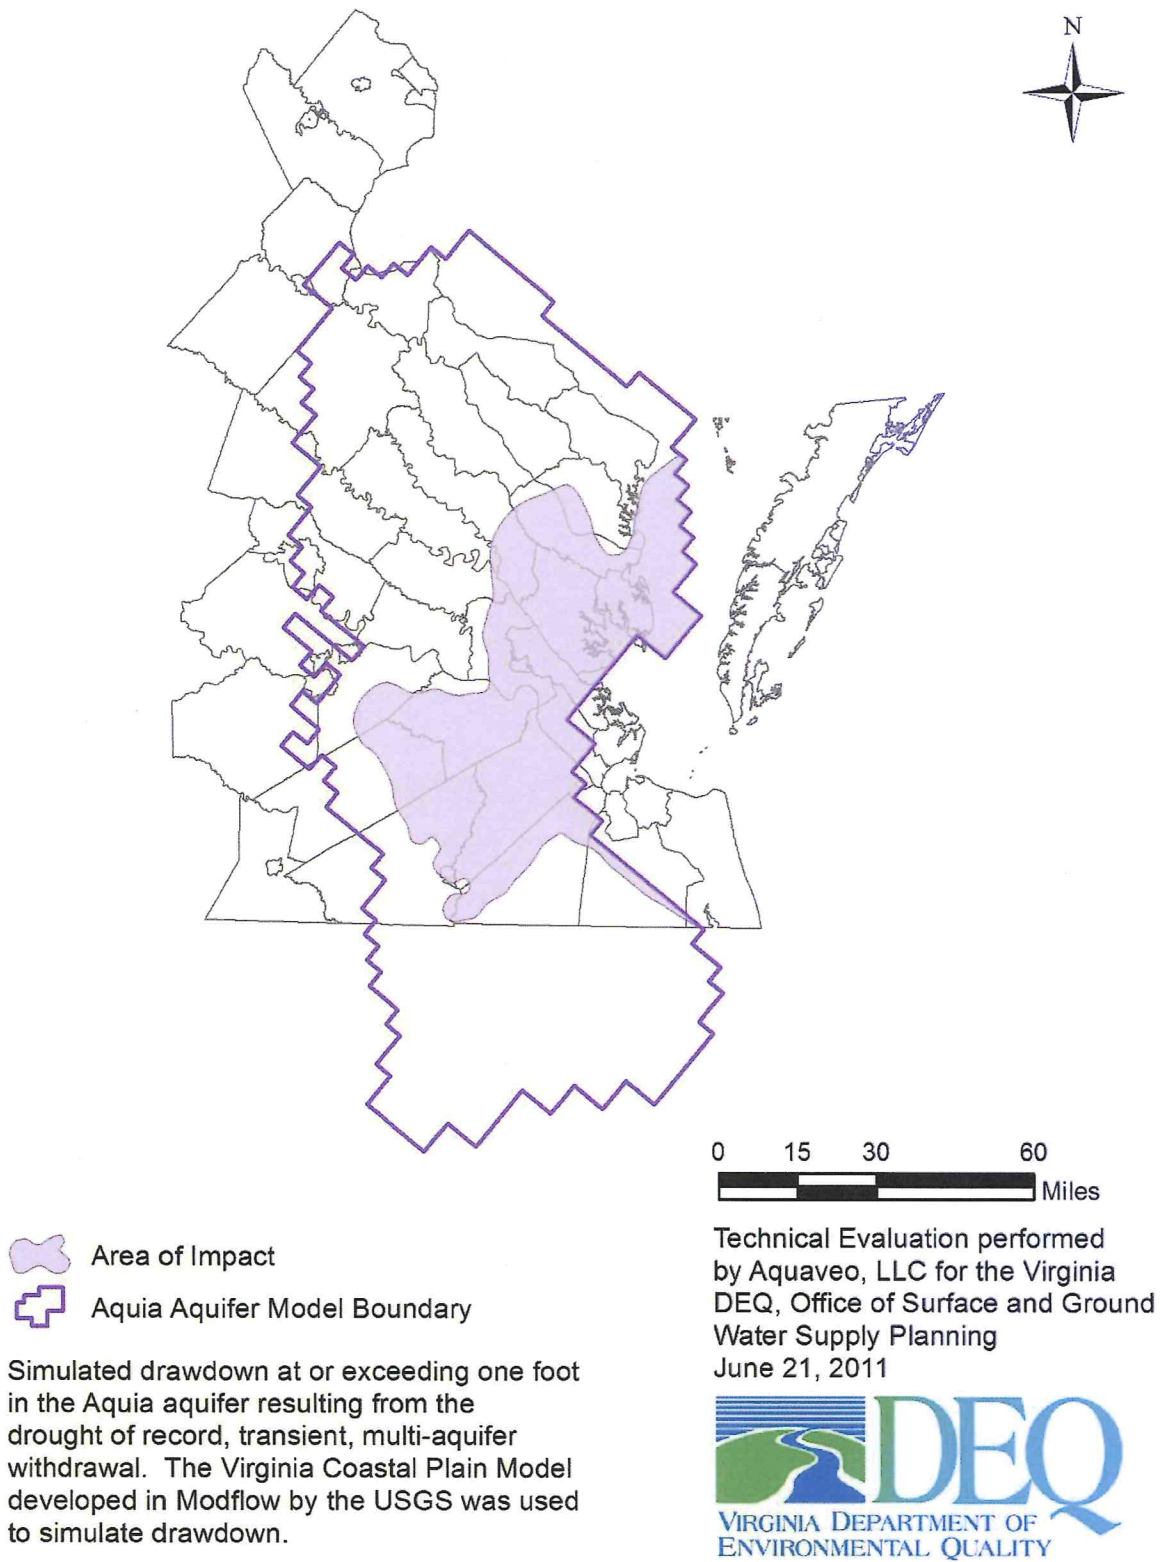 N
0 15 30 60
Miles
Area of Impact
Aquia Aquifer Model Boundary
Simulated drawdown at or exceeding one foot
in the Aquia aquifer resulting from the
drought of record, transient, multi-aquifer
withdrawal. The Virginia Coastal Plain Model
developed in Modflow by the USGS was used
to simulate drawdown.
Technical Evaluation performed
by Aquaveo, LLC for the Virginia
DEQ, Office of Surface and Ground
Water Supply Planning
June 21, 2011
DEQ
VIRGINIA DEPARTMENT OF
ENVIRONMENTAL QUALITY